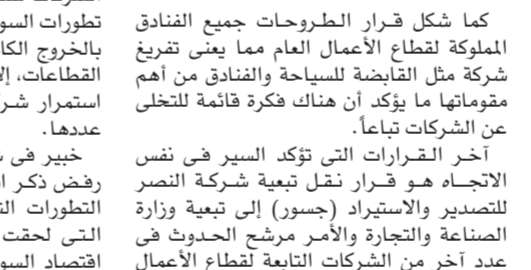 كما شكل قرار الطروحات جميع الفنادق
المملوكة لقطاع الأعمال العام مما يعنى تفريغ
شركة مثل القابضة للسياحة والفنادق من أهم
مقوماتها ما يؤكد أن هناك فكرة قائمة للتخلى
عن الشركات تباعاً.
آخر القرارات التى تؤكد السير فى نفس
الاتجاه هو قرار نقل تبعية شركة النصر
للتصدير والاستيراد (جسور) إلى تبعية وزارة
الصناعة والتجارة والأمر مرشح الحدوث فى
عدد آخر من الشركات التابعة لقطاع الأعمال
تطورات السو
بالخروج الكا
القطاعات، إلا
استمرار شر
عددها.
خبير فى ش
رفض ذكر ا
التطورات الت
التى لحقت
اقتصاد السو